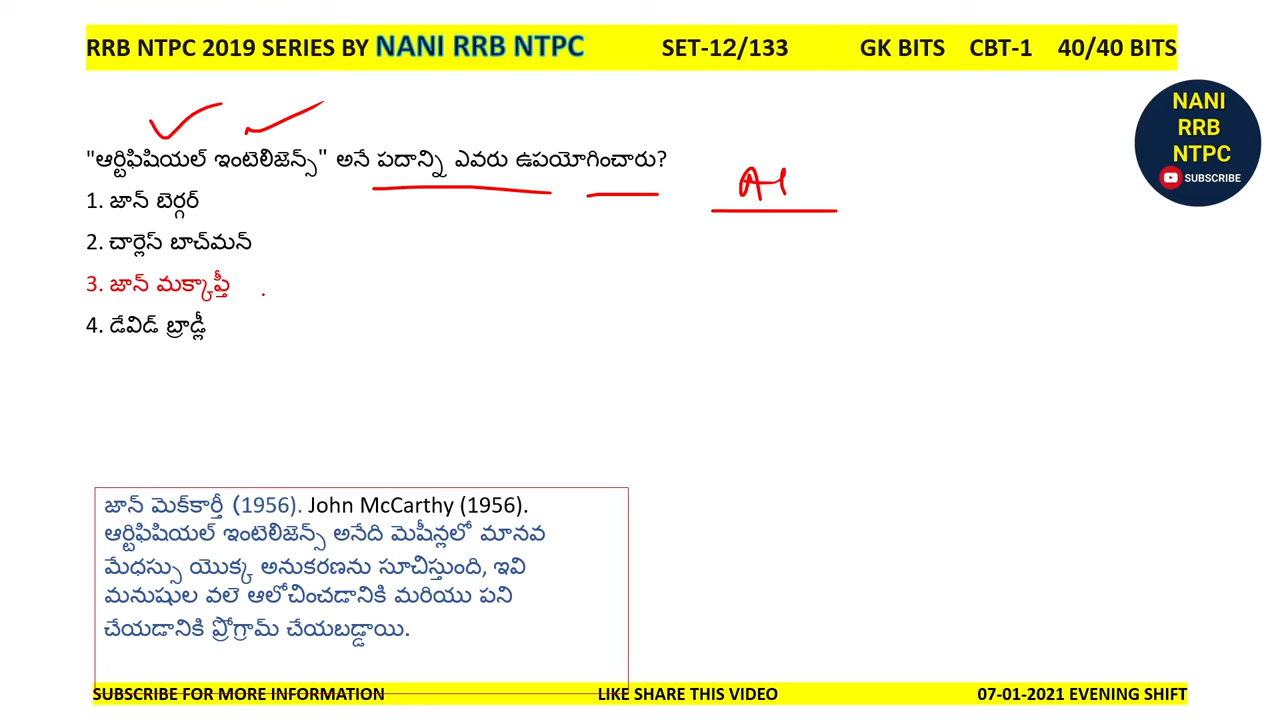 RRB NTPC 2019 SERIES BY NANI RRB NTPC SET-12/133 GK BITS CBT-1 40/40 BITS
NANI
RRB
NTPC
SUBSCRIBE
"ఆర్టిఫిషియల్ ఇంటెలిజెన్స్" అనే పదాన్ని ఎవరు ఉపయోగించారు?
AI
1. జాన్ బెర్గర్
2. చార్లెస్ బాచ్‌మన్
3. జాన్ మక్కాఫ్తీ
4. డేవిడ్ బ్రాడ్లీ
జాన్ మెక్‌కార్తీ (1956). John McCarthy (1956).
ఆర్టిఫిషియల్ ఇంటెలిజెన్స్ అనేది మెషీన్లలో మానవ
మేధస్సు యొక్క అనుకరణను సూచిస్తుంది, ఇవి
మనుషుల వలె ఆలోచించడానికి మరియు పని
చేయడానికి ప్రోగ్రామ్ చేయబడ్డాయి.
SUBSCRIBE FOR MORE INFORMATION LIKE SHARE THIS VIDEO 07-01-2021 EVENING SHIFT